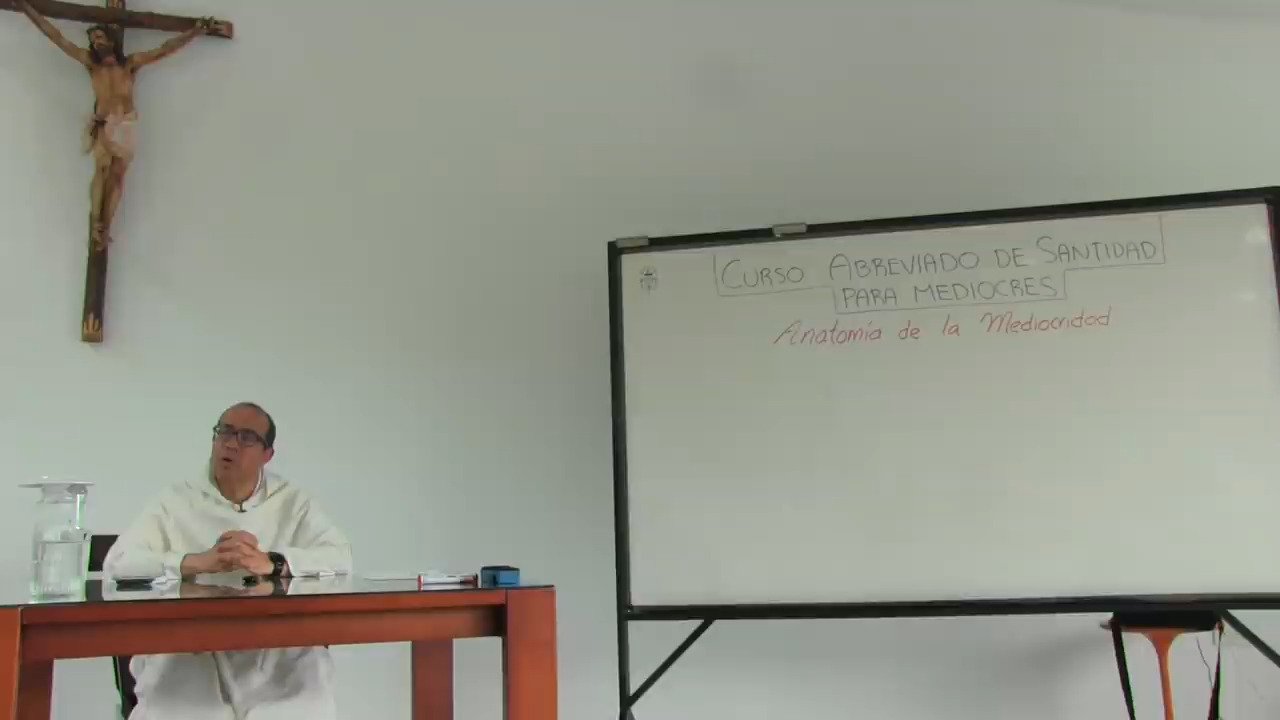 CURSO ABREVIADO DE SANTIDAD
PARA MEDIOCRES
Anatomía de la Mediocridad